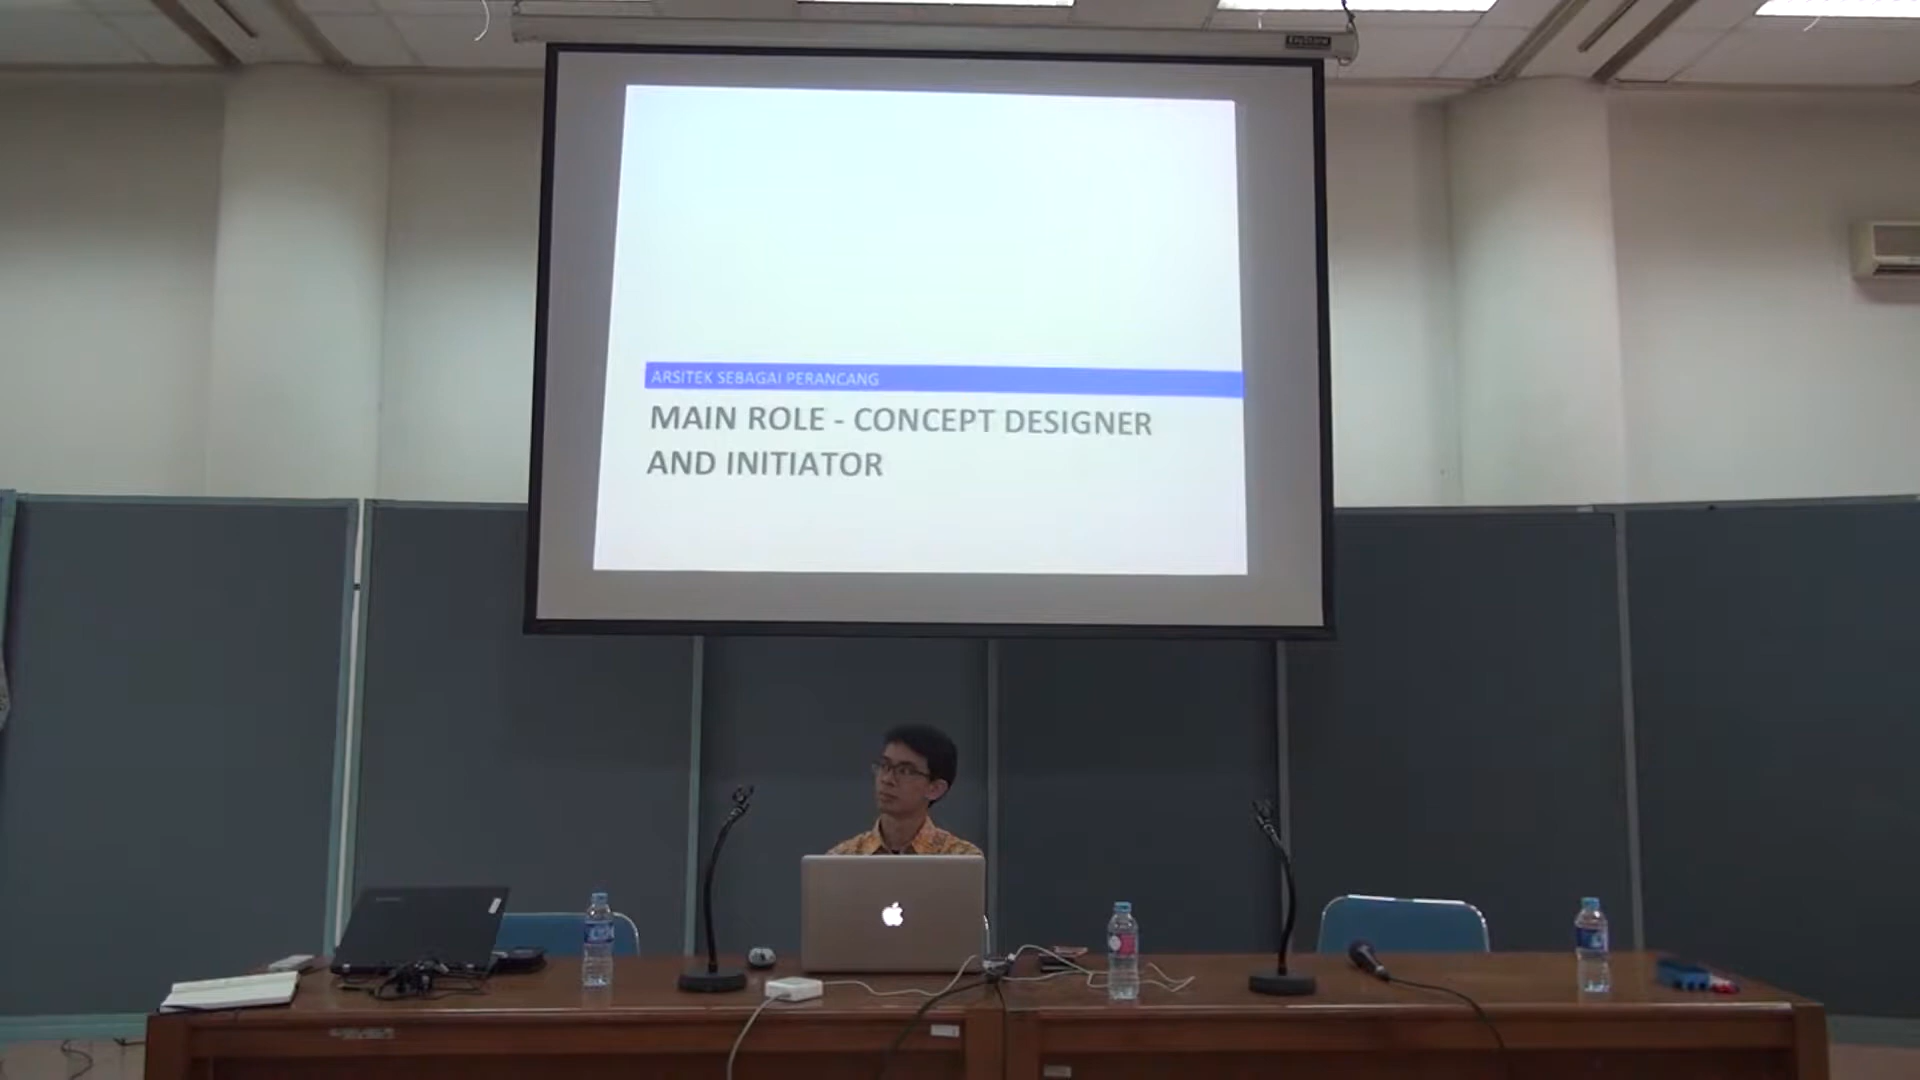 ARSITEK SEBAGAI PERANCANG
MAIN ROLE - CONCEPT DESIGNER
AND INITIATOR